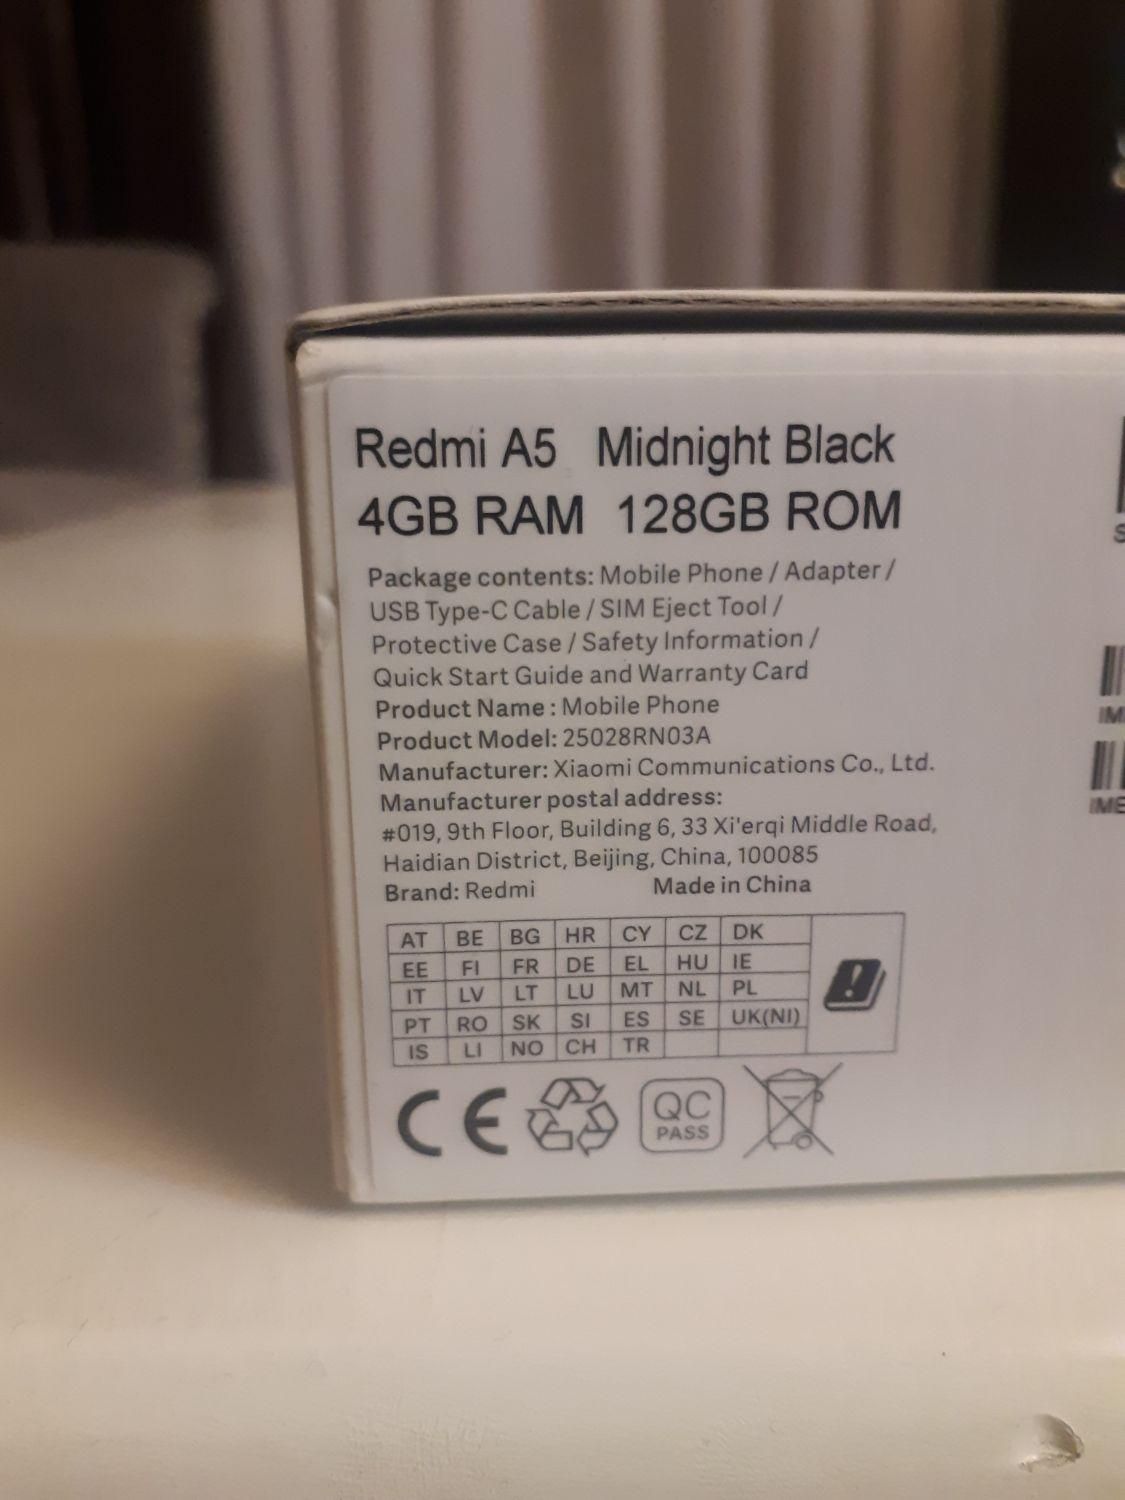 Redmi A5 Midnight Black
4GB RAM 128GB ROM
Package contents: Mobile Phone / Adapter /
USB Type-C Cable / SIM Eject Tool /
Protective Case / Safety Information /
Quick Start Guide and Warranty Card
Product Name : Mobile Phone
Product Model: 25028RN03A
Manufacturer: Xiaomi Communications Co., Ltd.
Manufacturer postal address:
#019, 9th Floor, Building 6, 33 Xi'erqi Middle Road,
Haidian District, Beijing, China, 100085
Brand: Redmi Made in China
AT BE BG HR CY CZ DK
EE FI FR DE EL HU IE
IT LV LT LU MT NL PL
PT RO SK SI ES SE UK(NI)
IS LI NO CH TR
CE
QC
PASS